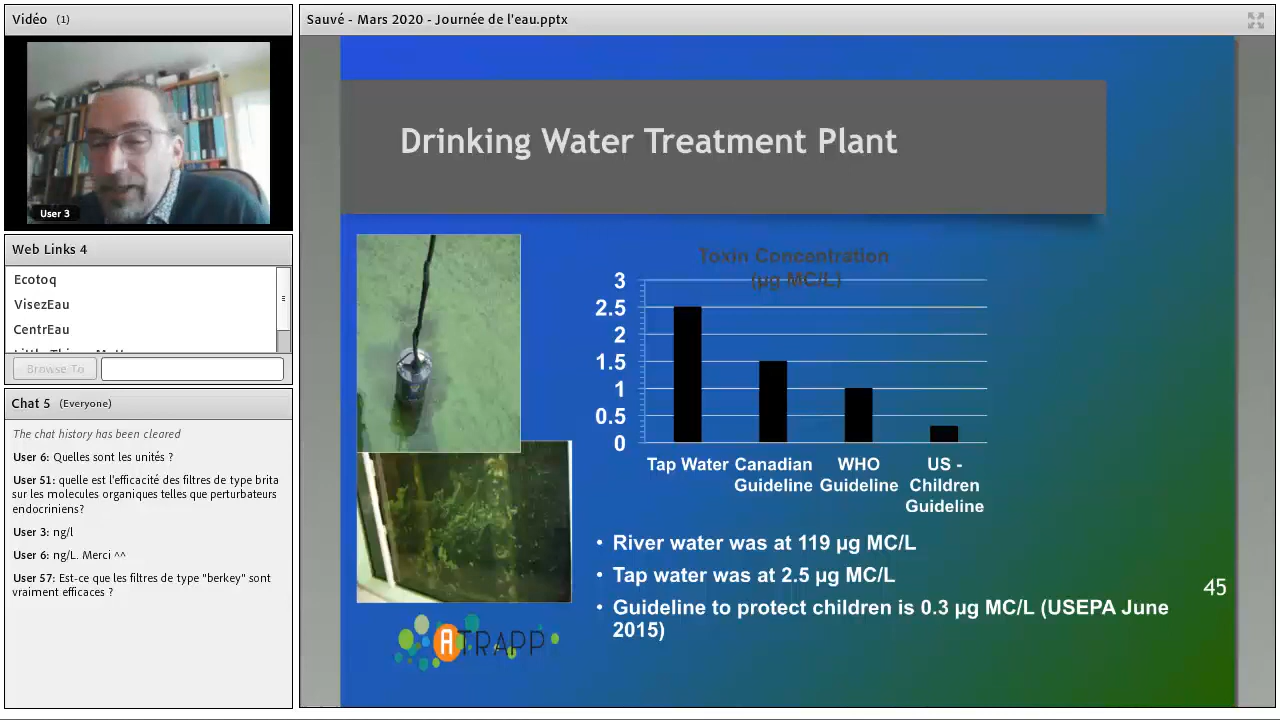 Vidéo (1)
User 3
Web Links 4
Ecotoq
VisezEau
CentrEau
Browse To
Chat 5 (Everyone)
The chat history has been cleared
User 6: Quelles sont les unités ?
User 51: quelle est l'efficacité des filtres de type brita
sur les molecules organiques telles que perturbateurs
endocriniens?
User 3: ng/l
User 6: ng/L. Merci ^^
User 57: Est-ce que les filtres de type "berkey" sont
vraiment efficaces ?
Sauvé - Mars 2020 - Journée de l'eau.pptx
Drinking Water Treatment Plant
Toxin Concentration
(µg MC/L)
3
2.5
2
1.5
1
0.5
0
Tap Water
Canadian
Guideline
WHO
Guideline
US -
Children
Guideline
• River water was at 119 µg MC/L
• Tap water was at 2.5 µg MC/L
• Guideline to protect children is 0.3 µg MC/L (USEPA June
2015)
45
ATRAPP